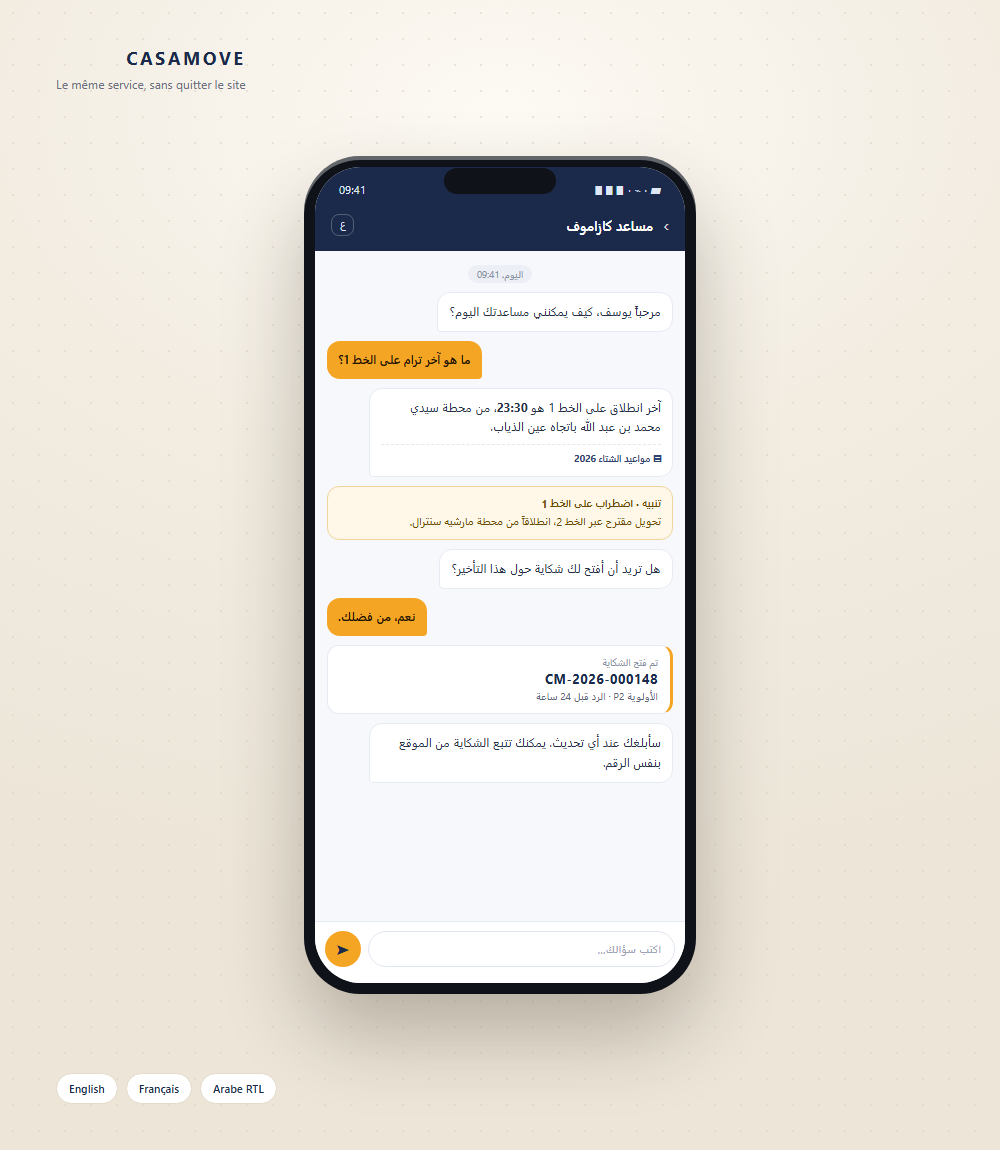 CASAMOVE
Le même service, sans quitter le site
09:41
مساعد كازاموف
ع
اليوم، 09:41
مرحباً يوسف، كيف يمكنني مساعدتك اليوم؟
ما هو آخر ترام على الخط 1؟
آخر انطلاق على الخط 1 هو 23:30، من محطة سيدي
محمد بن عبد الله باتجاه عين الذياب.
مواعيد الشتاء 2026
تنبيه · اضطراب على الخط 1
تحويل مقترح عبر الخط 2، انطلاقاً من محطة مارشيه سنترال.
هل تريد أن أفتح لك شكاية حول هذا التأخير؟
نعم، من فضلك.
تم فتح الشكاية
CM-2026-000148
الأولوية P2 · الرد قبل 24 ساعة
سأبلغك عند أي تحديث. يمكنك تتبع الشكاية من الموقع
بنفس الرقم.
اكتب سؤالك...
English
Français
Arabe RTL